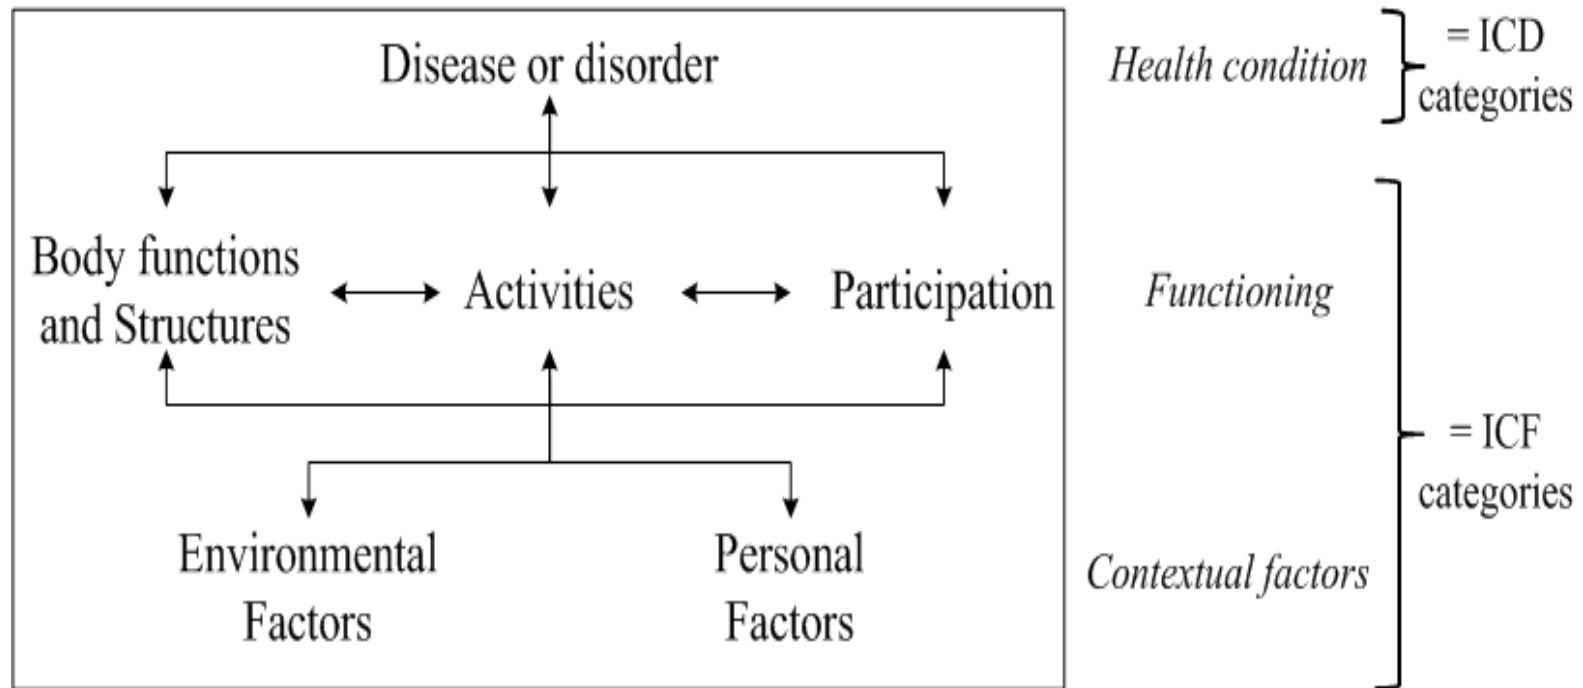 Disease or disorder
Health condition
= ICD
categories
Body functions
and Structures
Activities
Participation
Functioning
= ICF
categories
Environmental
Factors
Personal
Factors
Contextual factors